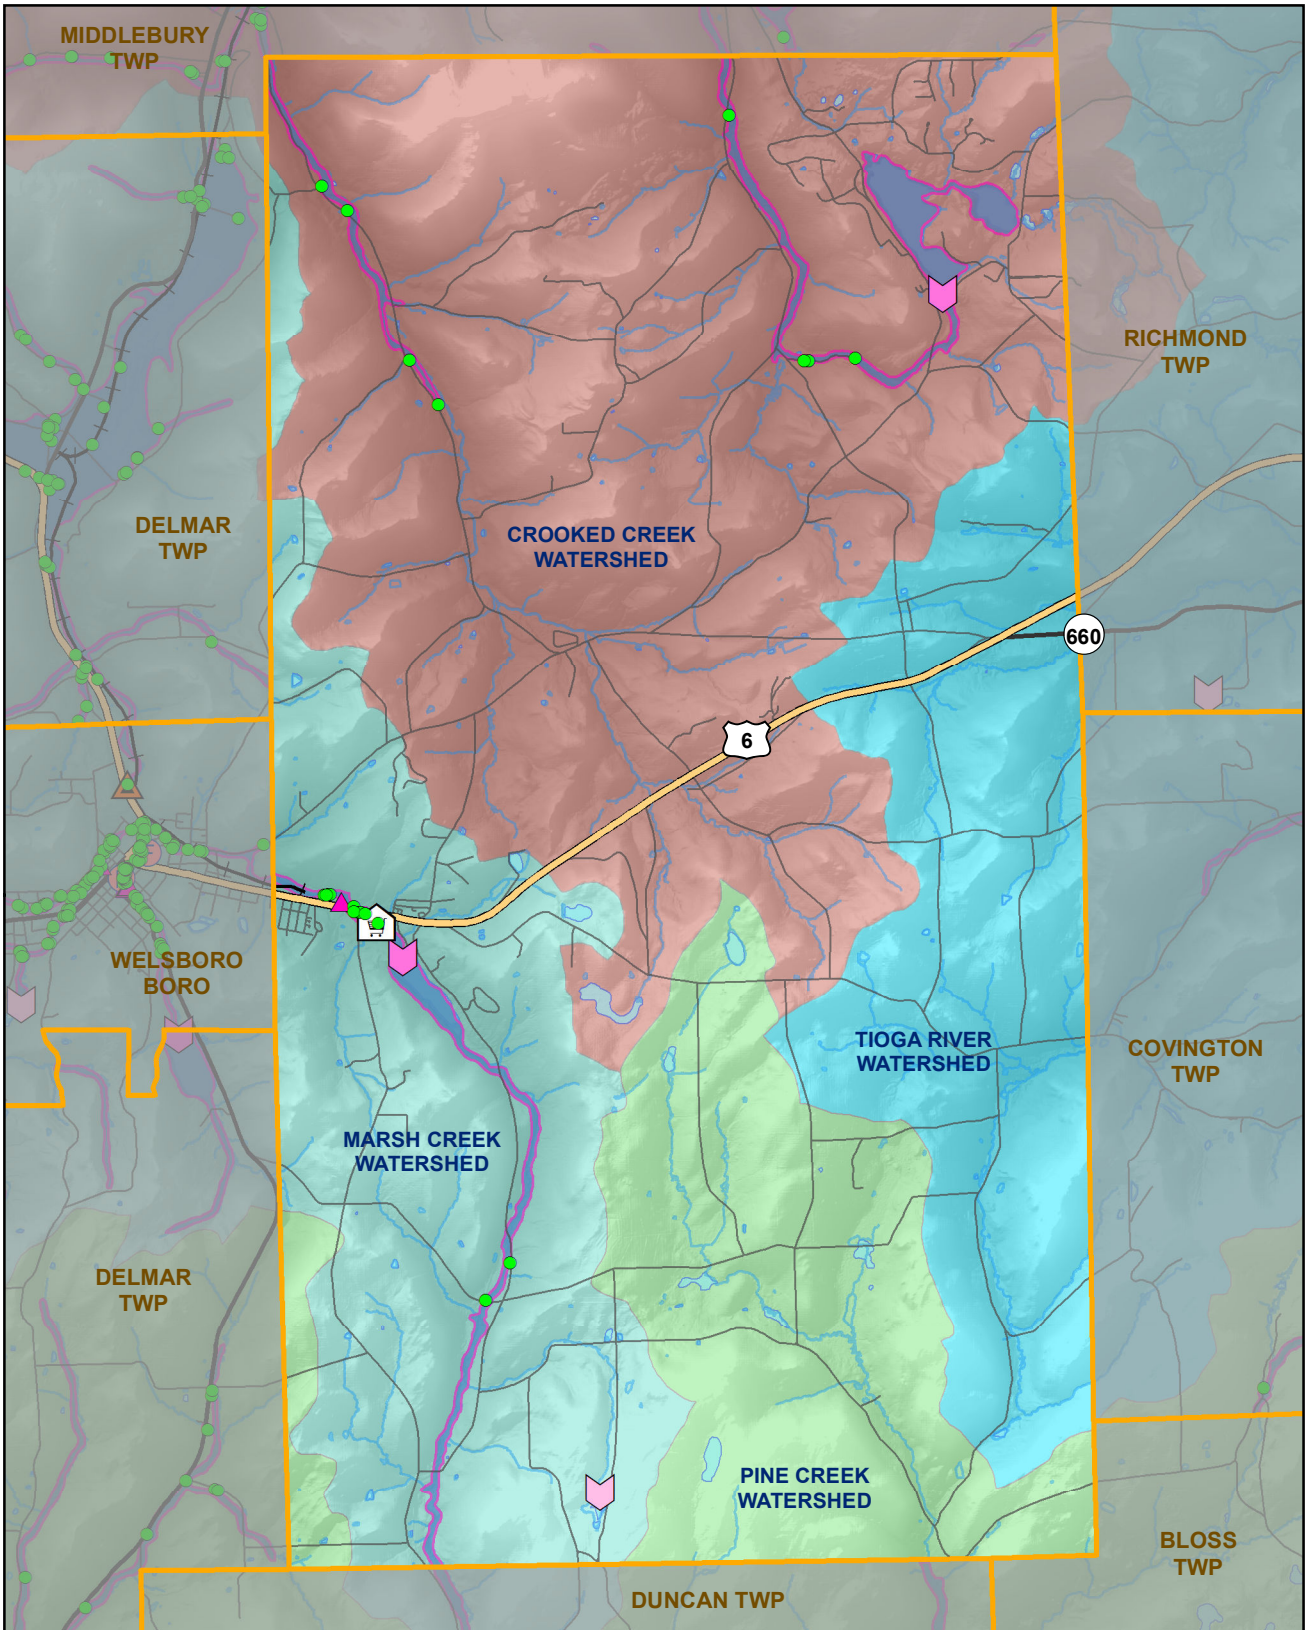 MIDDLEBURY
TWP
RICHMOND
TWP
DELMAR
TWP
CROOKED CREEK
WATERSHED
660
6
WELSBORO
BORO
TIOGA RIVER
WATERSHED
COVINGTON
TWP
MARSH CREEK
WATERSHED
DELMAR
TWP
PINE CREEK
WATERSHED
BLOSS
TWP
DUNCAN TWP